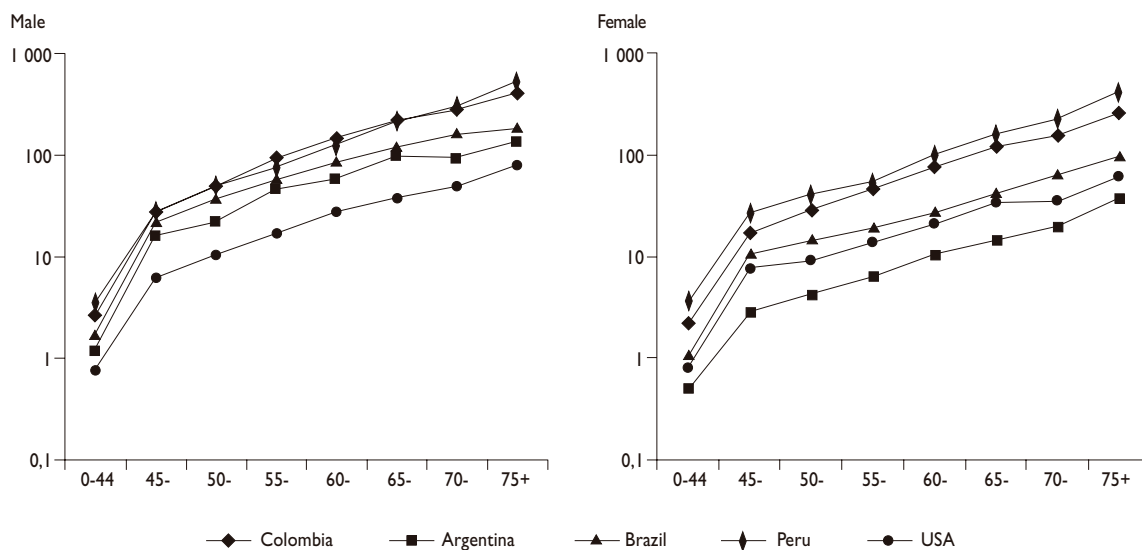 Male
1 000
100
10
1
0,1
0-44 45- 50- 55- 60- 65- 70- 75+
Female
1 000
100
10
1
0,1
0-44 45- 50- 55- 60- 65- 70- 75+
Colombia Argentina Brazil Peru USA